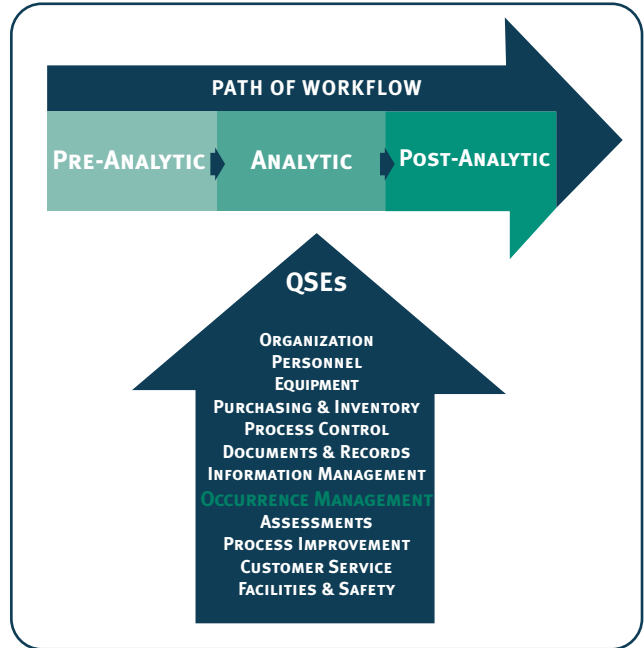 PATH OF WORKFLOW
PRE-ANALYTIC
ANALYTIC
POST-ANALYTIC
QSEs
ORGANIZATION
PERSONNEL
EQUIPMENT
PURCHASING & INVENTORY
PROCESS CONTROL
DOCUMENTS & RECORDS
INFORMATION MANAGEMENT
OCCURRENCE MANAGEMENT
ASSESSMENTS
PROCESS IMPROVEMENT
CUSTOMER SERVICE
FACILITIES & SAFETY